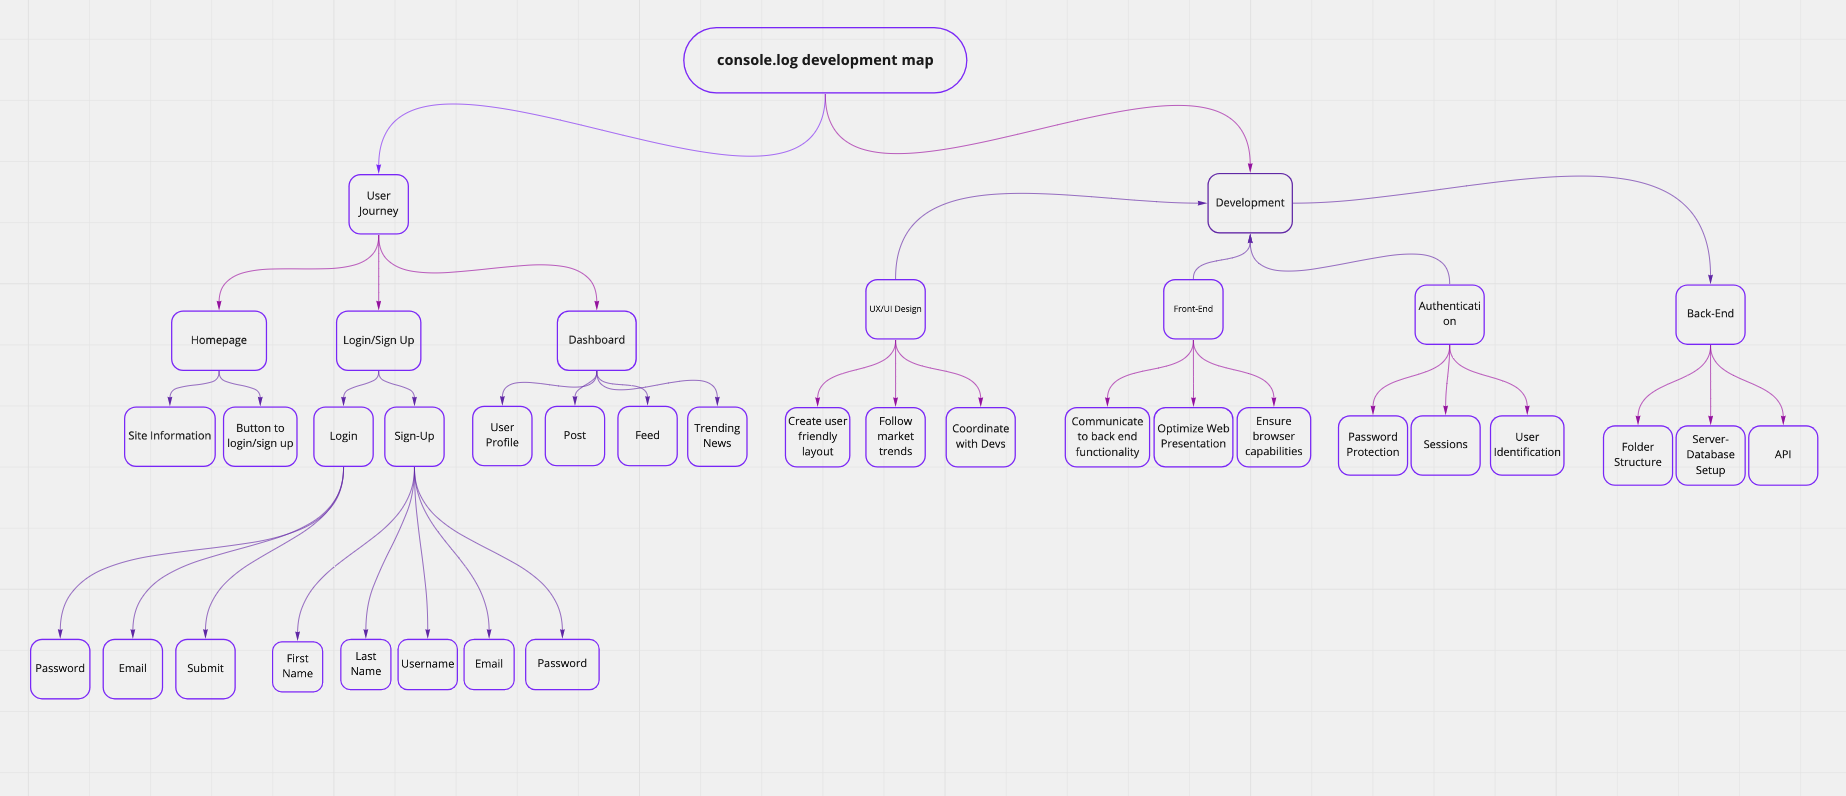 console.log development map
User
Journey
Development
Homepage
Login/Sign Up
Dashboard
UX/UI Design
Front-End
Authenticati
on
Back-End
Site Information
Button to
login/sign up
Login
Sign-Up
User
Profile
Post
Feed
Trending
News
Create user
friendly
layout
Follow
market
trends
Coordinate
with Devs
Communicate
to back end
functionality
Optimize Web
Presentation
Ensure
browser
capabilities
Password
Protection
Sessions
User
Identification
Folder
Structure
Server-
Database
Setup
API
Password
Email
Submit
First
Name
Last
Name
Username
Email
Password